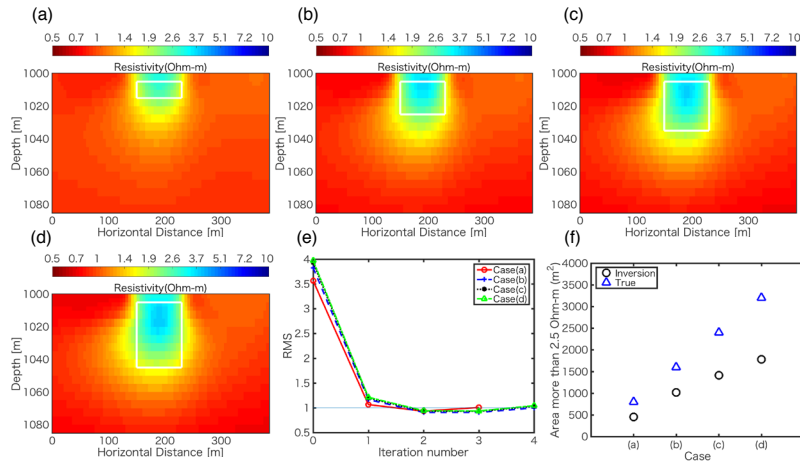 (a)
0.5 0.7 1 1.4 1.9 2.7 3.7 5.1 7.2 10
Resistivity(Ohm-m)
1000
1020
1040
1060
1080
Depth [m]
0 100 200 300
Horizontal Distance [m]
(b)
0.5 0.7 1 1.4 1.9 2.6 3.7 5.1 7.2 10
Resistivity(Ohm-m)
1000
1020
1040
1060
1080
Depth [m]
0 100 200 300
Horizontal Distance [m]
(c)
0.5 0.7 1 1.4 1.9 2.6 3.7 5.1 7.2 10
Resistivity(Ohm-m)
1000
1020
1040
1060
1080
Depth [m]
0 100 200 300
Horizontal Distance [m]
(d)
0.5 0.7 1 1.4 1.9 2.6 3.7 5.1 7.2 10
Resistivity(Ohm-m)
1000
1020
1040
1060
1080
Depth [m]
0 100 200 300
Horizontal Distance [m]
(e)
4
3.5
3
2.5
2
1.5
1
0.5
RMS
Case(a)
Case(b)
Case(c)
Case(d)
0 1 2 3 4
Iteration number
(f)
4000
3500
3000
2500
2000
1500
1000
500
0
Area more than 2.5 Ohm-m (m²)
Inversion
True
(a) (b) (c) (d)
Case